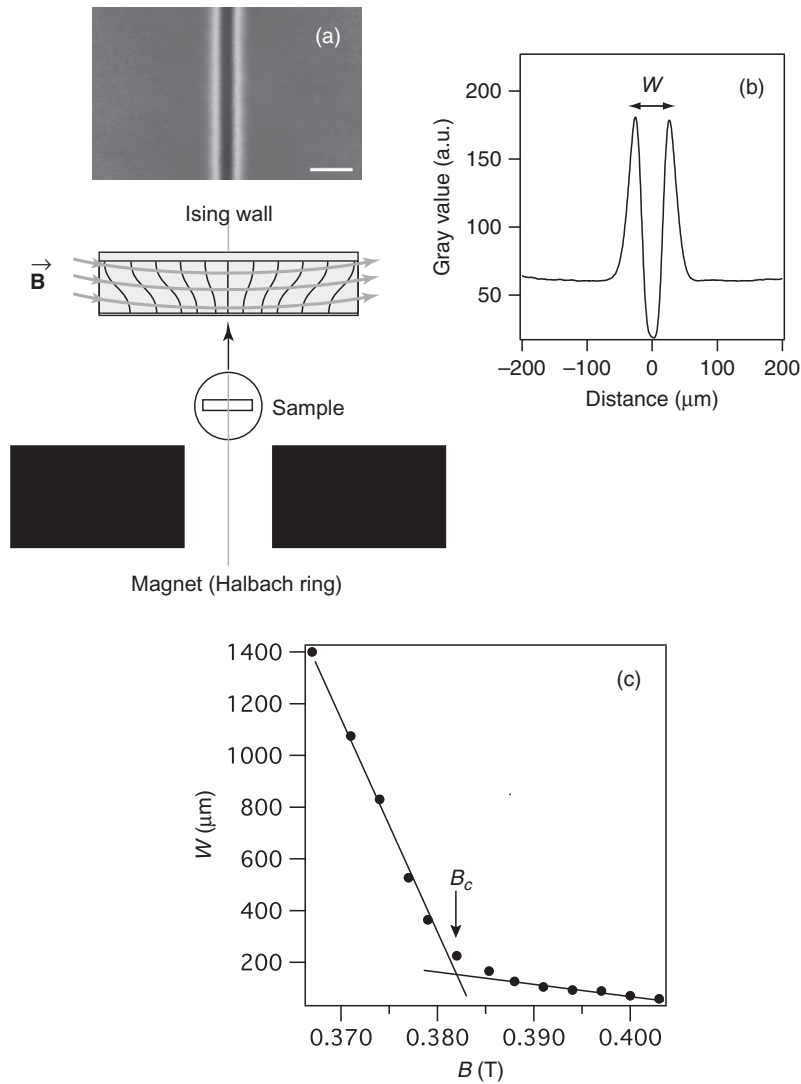 (a)
Ising wall
B
Sample
Magnet (Halbach ring)
(b)
W
200
150
100
50
Gray value (a.u.)
−200 −100 0 100 200
Distance (μm)
(c)
1400
1200
1000
800
600
400
200
W (μm)
Bc
0.370 0.380 0.390 0.400
B (T)